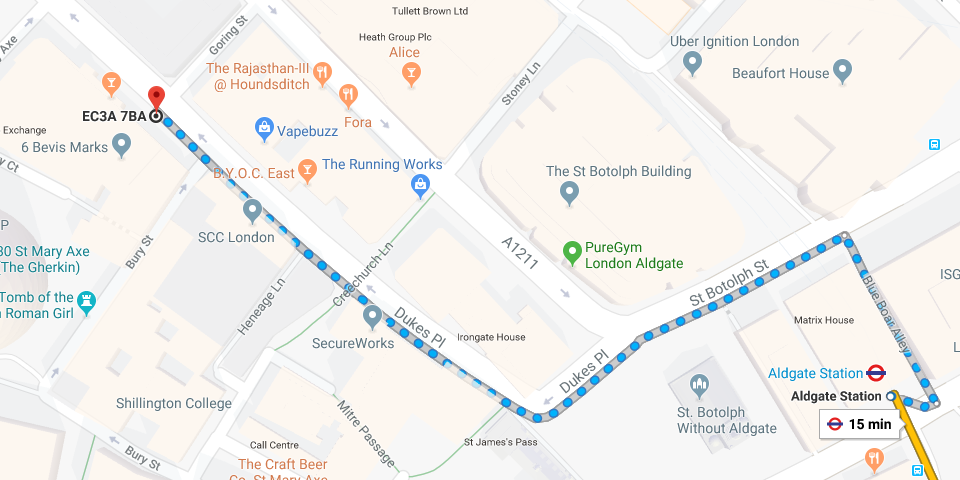 Tullett Brown Ltd
Goring St
Heath Group Plc
Alice
Uber Ignition London
Beaufort House
Axe
The Rajasthan-III
@ Houndsditch
Stoney Ln
Fora
EC3A 7BA
Exchange
6 Bevis Marks
Vapebuzz
B.Y.O.C. East
The Running Works
The St Botolph Building
ry Ct
P
SCC London
30 St Mary Axe
(The Gherkin)
Bury St
A1211
PureGym
London Aldgate
Creechurch Ln
St Botolph St
ISG
Blue Boar Alley
Tomb of the
Roman Girl
Heneage Ln
SecureWorks
Dukes Pl
Irongate House
Matrix House
Dukes Pl
L
Aldgate Station
Aldgate Station
15 min
Shillington College
Mitre Passage
St. Botolph
Without Aldgate
St James's Pass
Call Centre
Bury St
The Craft Beer
Co. St Mary Axe